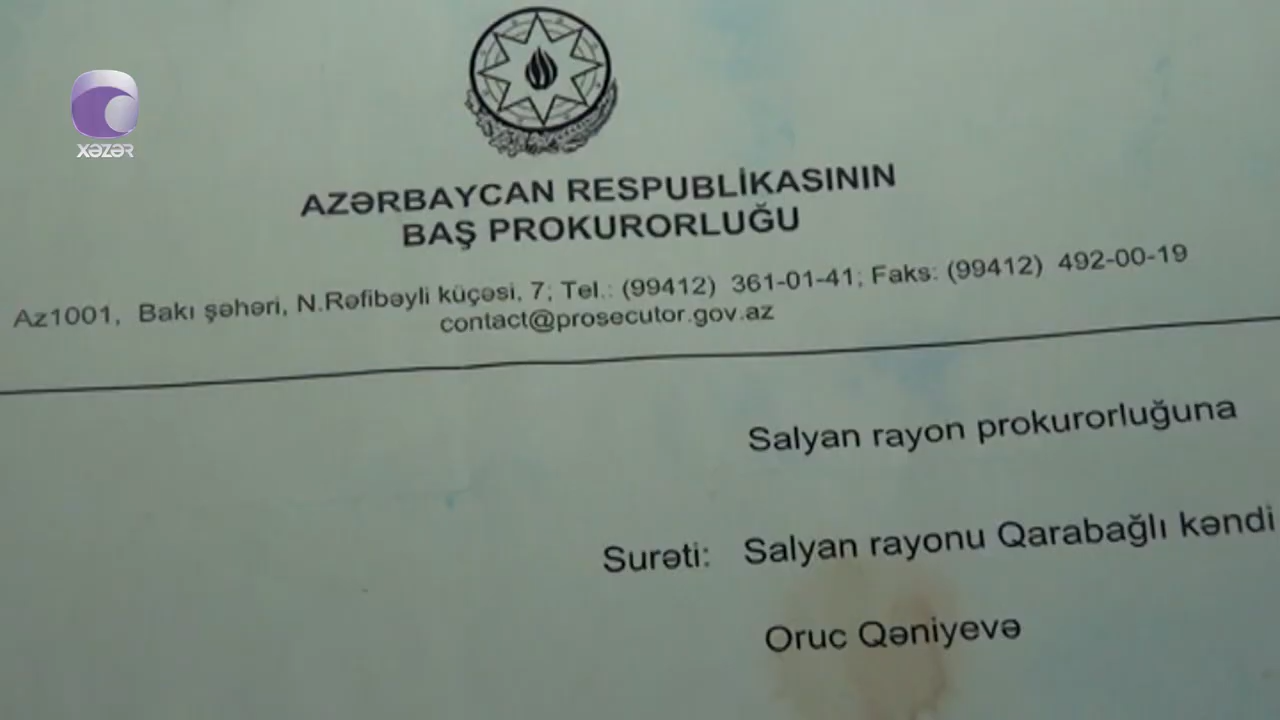 XƏZƏR
AZƏRBAYCAN RESPUBLİKASININ
BAŞ PROKURORLUĞU
Az1001, Bakı şəhəri, N.Rəfibəyli küçəsi, 7; Tel.: (99412) 361-01-41; Faks: (99412) 492-00-19
contact@prosecutor.gov.az
Salyan rayon prokurorluğuna
Surəti: Salyan rayonu Qarabağlı kəndi
Oruc Qəniyevə